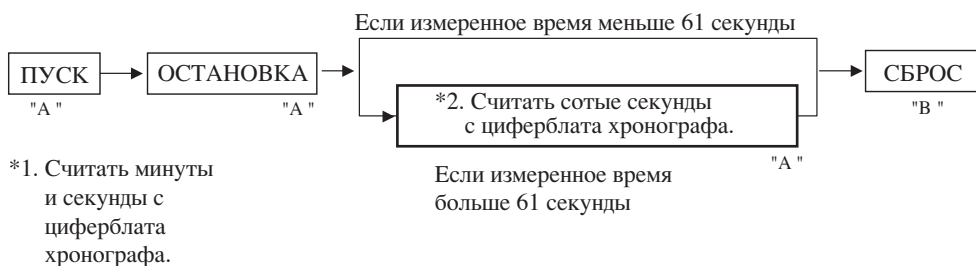 Если измеренное время меньше 61 секунды
ПУСК
ОСТАНОВКА
СБРОС
"A "
"A "
*2. Считать сотые секунды
с циферблата хронографа.
"B "
"A "
*1. Считать минуты
и секунды с
циферблата
хронографа.
Если измеренное время
больше 61 секунды